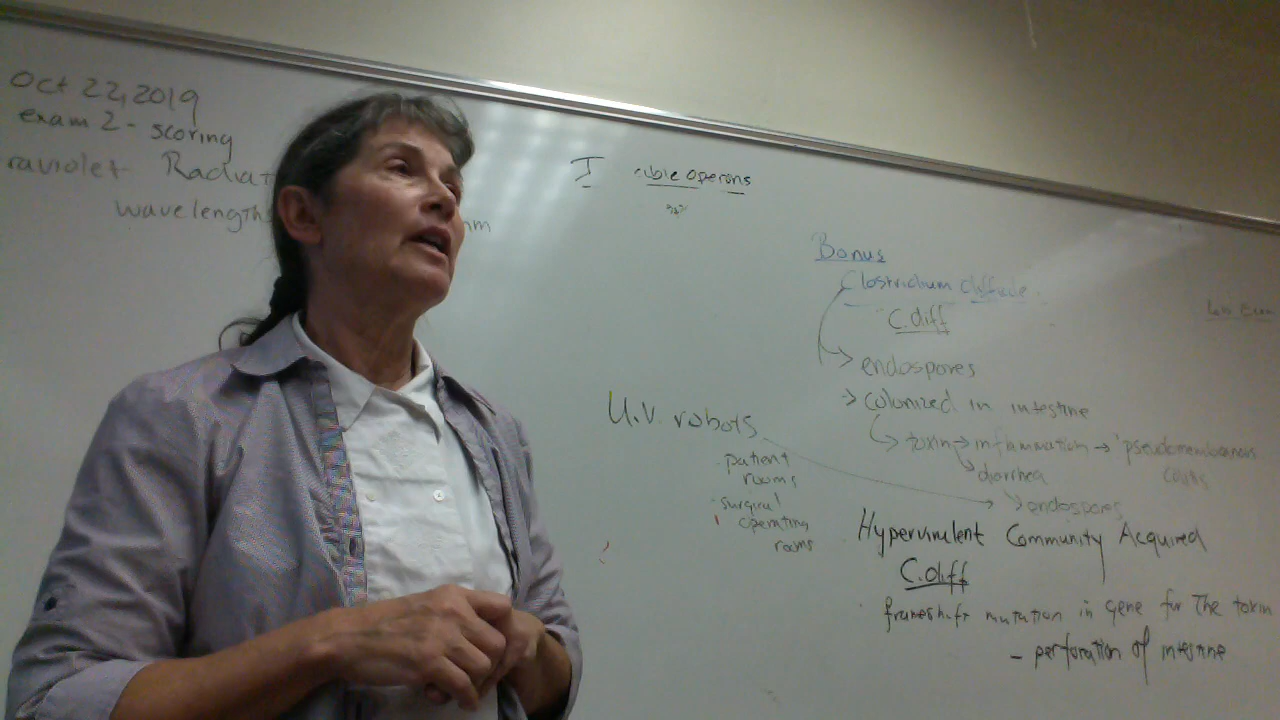 Oct 22, 2019
exam 2 - scoring
raviolet Radiat
wavelength
nm
I cible operons
Bonus
Clostridium difficile
C.diff
endospores
→ colonized in intestine
→ toxin → inflammation → pseudomembranous
colitis
→ diarrhea
U.V. robots
- patient
rooms
- surgical
operating
rooms
→ endospores
Hypervirulent Community Acquired
C.diff
frameshift mutation in gene for The toxin
- perforation of intestine